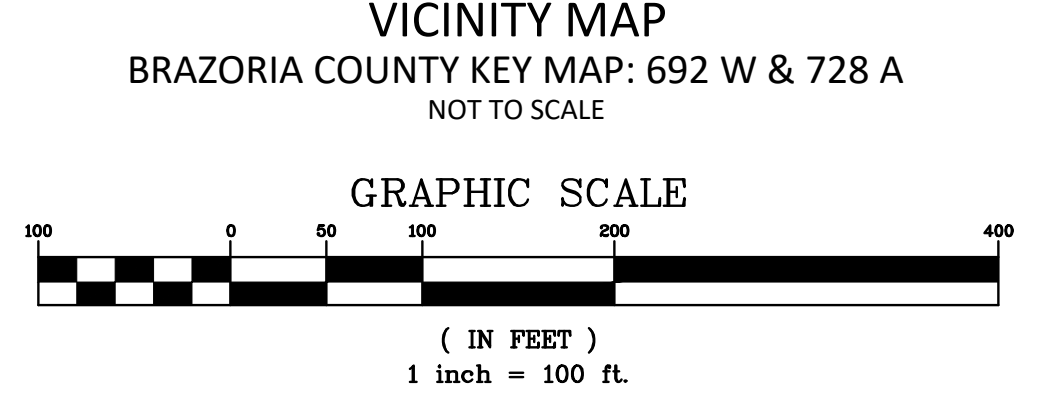 VICINITY MAP
BRAZORIA COUNTY KEY MAP: 692 W & 728 A
NOT TO SCALE
GRAPHIC SCALE
100 0 50 100 200 400
( IN FEET )
1 inch = 100 ft.